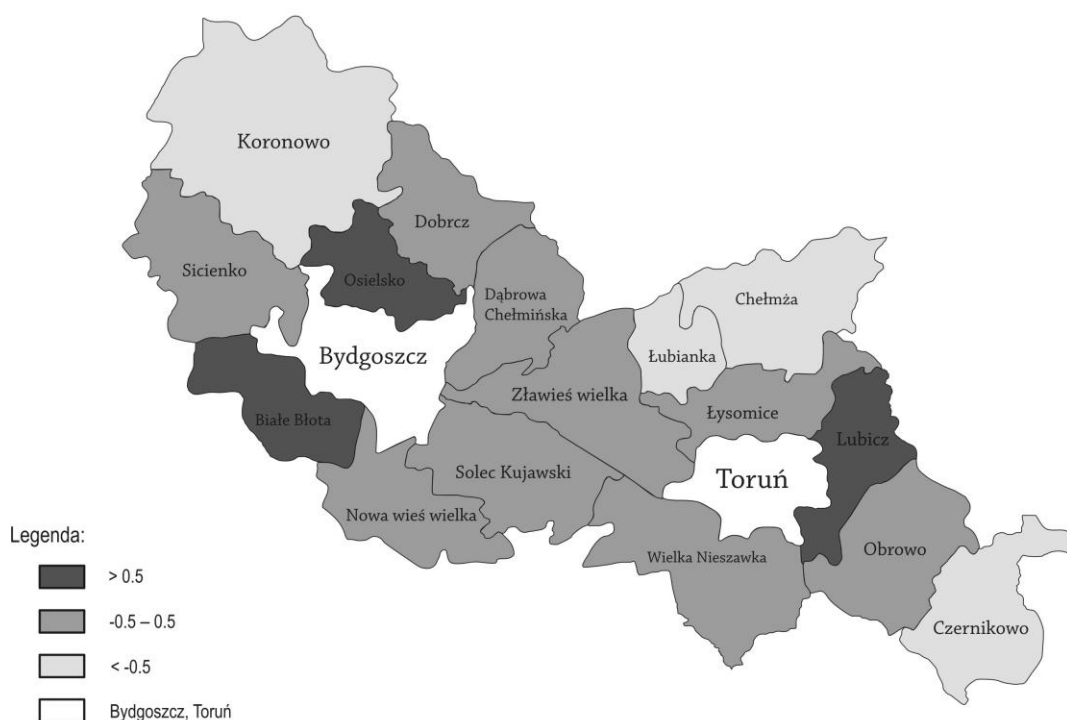 Koronowo
Dobrcz
Sicienko
Osielsko
Dąbrowa
Chełmińska
Chełmża
Bydgoszcz
Łubianka
Zławieś wielka
Łysomice
Białe Błota
Lubicz
Solec Kujawski
Toruń
Nowa wieś wielka
Wielka Nieszawka
Obrowo
Czernikowo
Legenda:
> 0.5
-0.5 – 0.5
< -0.5
Bydgoszcz, Toruń